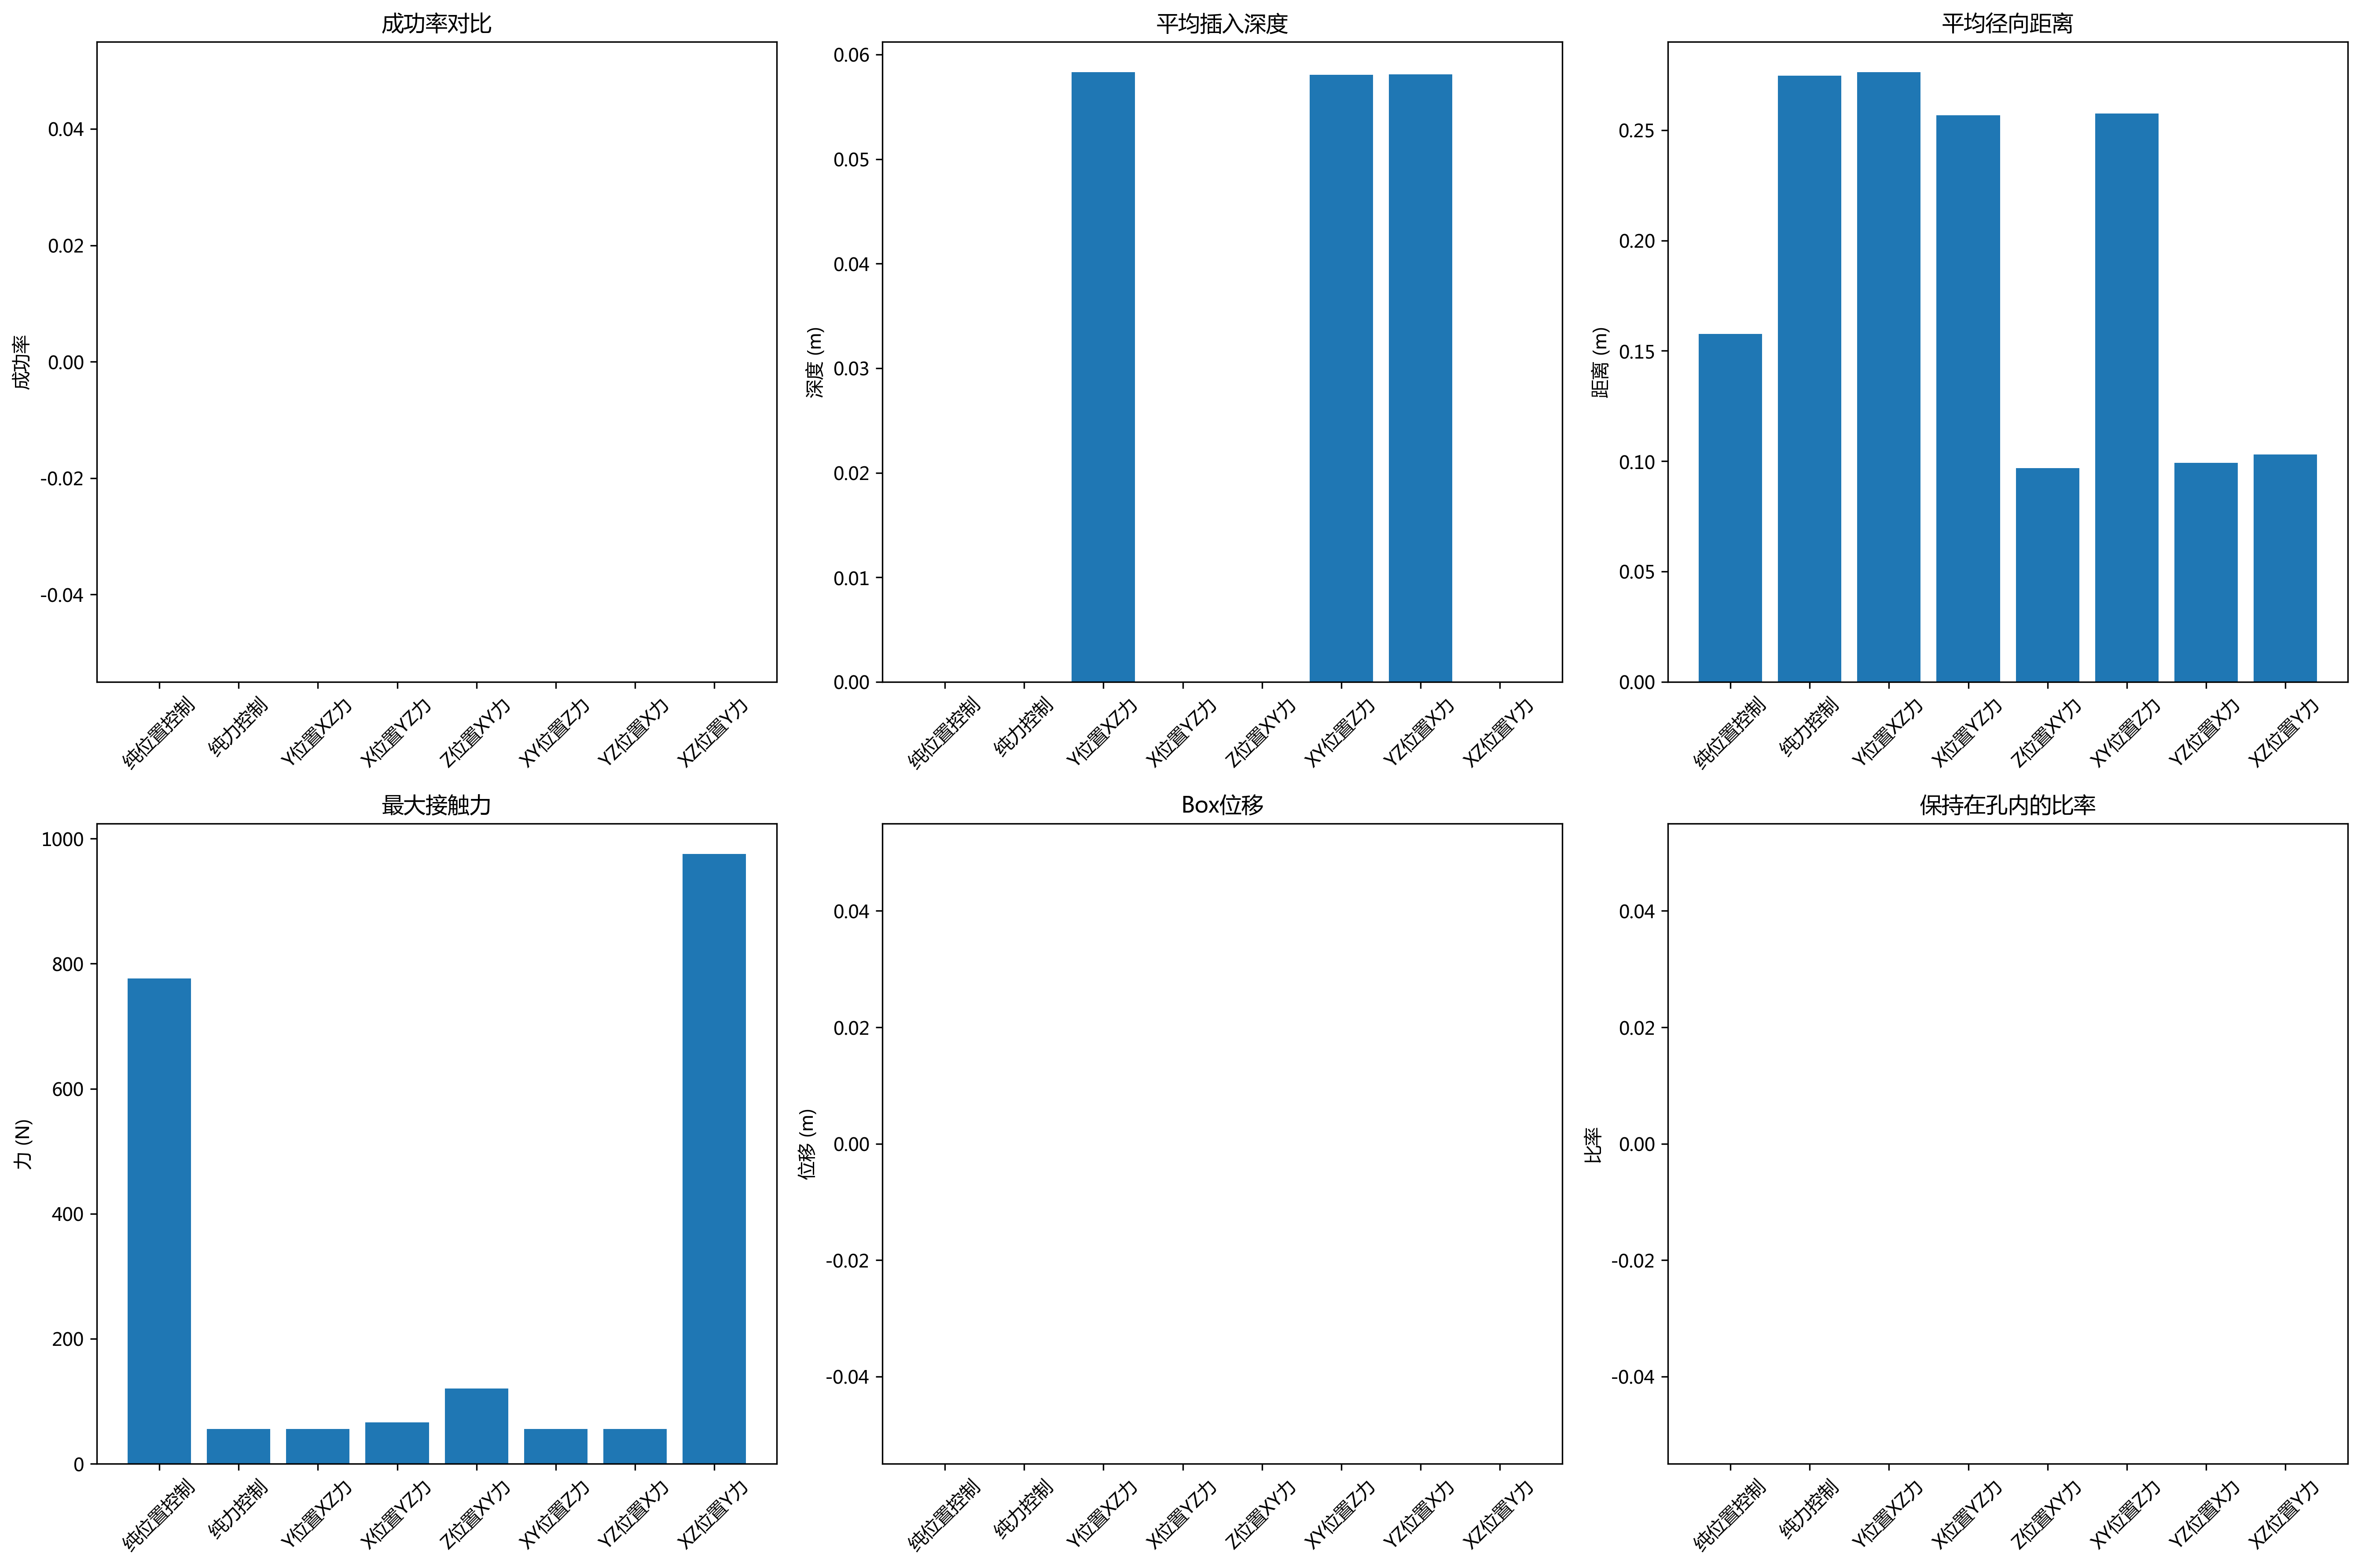 成功率对比
0.04
0.02
0.00
-0.02
-0.04
成功率
纯位置控制
纯力控制
Y位置XZ力
X位置YZ力
Z位置XY力
XY位置Z力
YZ位置X力
XZ位置Y力
平均插入深度
0.06
0.05
0.04
0.03
0.02
0.01
0.00
深度 (m)
纯位置控制
纯力控制
Y位置XZ力
X位置YZ力
Z位置XY力
XY位置Z力
YZ位置X力
XZ位置Y力
平均径向距离
0.25
0.20
0.15
0.10
0.05
0.00
距离 (m)
纯位置控制
纯力控制
Y位置XZ力
X位置YZ力
Z位置XY力
XY位置Z力
YZ位置X力
XZ位置Y力
最大接触力
1000
800
600
400
200
0
力 (N)
纯位置控制
纯力控制
Y位置XZ力
X位置YZ力
Z位置XY力
XY位置Z力
YZ位置X力
XZ位置Y力
Box位移
0.04
0.02
0.00
-0.02
-0.04
位移 (m)
纯位置控制
纯力控制
Y位置XZ力
X位置YZ力
Z位置XY力
XY位置Z力
YZ位置X力
XZ位置Y力
保持在孔内的比率
0.04
0.02
0.00
-0.02
-0.04
比率
纯位置控制
纯力控制
Y位置XZ力
X位置YZ力
Z位置XY力
XY位置Z力
YZ位置X力
XZ位置Y力